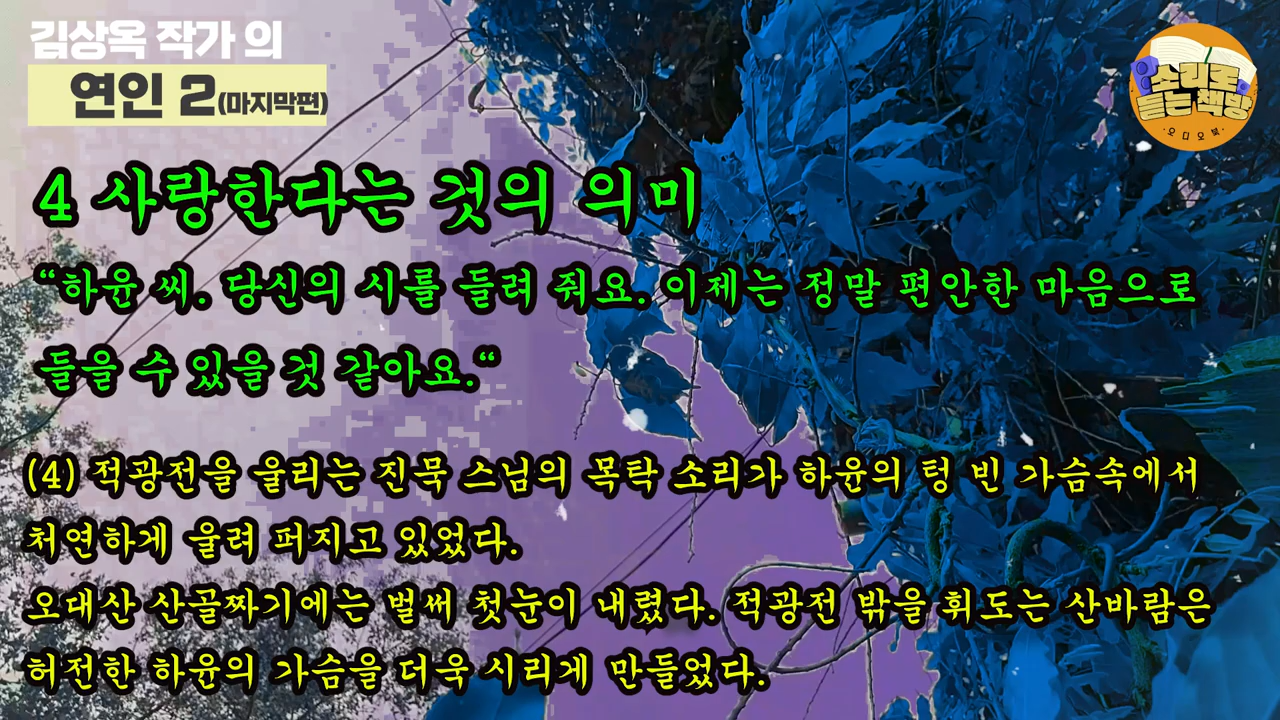 김상옥 작가 의
연인 2(마지막편)
소리로
듣는 책방
·오디오북·
4 사랑한다는 것의 의미
“하윤 씨. 당신의 시를 들려 줘요. 이제는 정말 편안한 마음으로
들을 수 있을 것 같아요.“
(4) 적광전을 울리는 진묵 스님의 목탁 소리가 하윤의 텅 빈 가슴속에서
처연하게 울려 퍼지고 있었다.
오대산 산골짜기에는 벌써 첫눈이 내렸다. 적광전 밖을 휘도는 산바람은
허전한 하윤의 가슴을 더욱 시리게 만들었다.